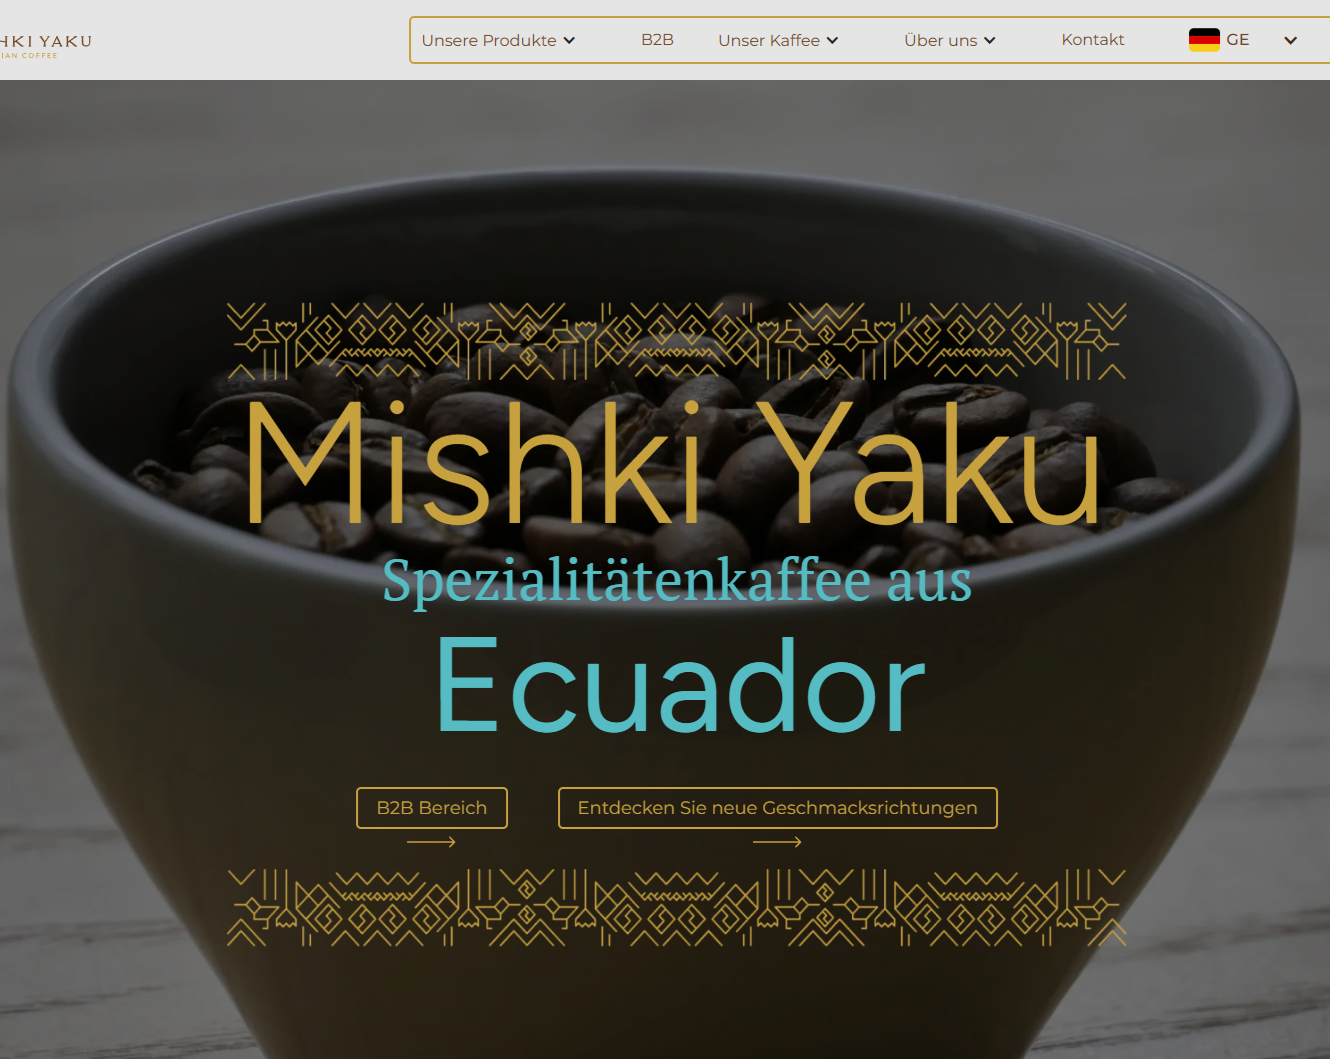 HKI YAKU
IAN COFFEE
Unsere Produkte
B2B
Unser Kaffee
Über uns
Kontakt
GE
Mishki Yaku
Spezialitätenkaffee aus
Ecuador
B2B Bereich
Entdecken Sie neue Geschmacksrichtungen